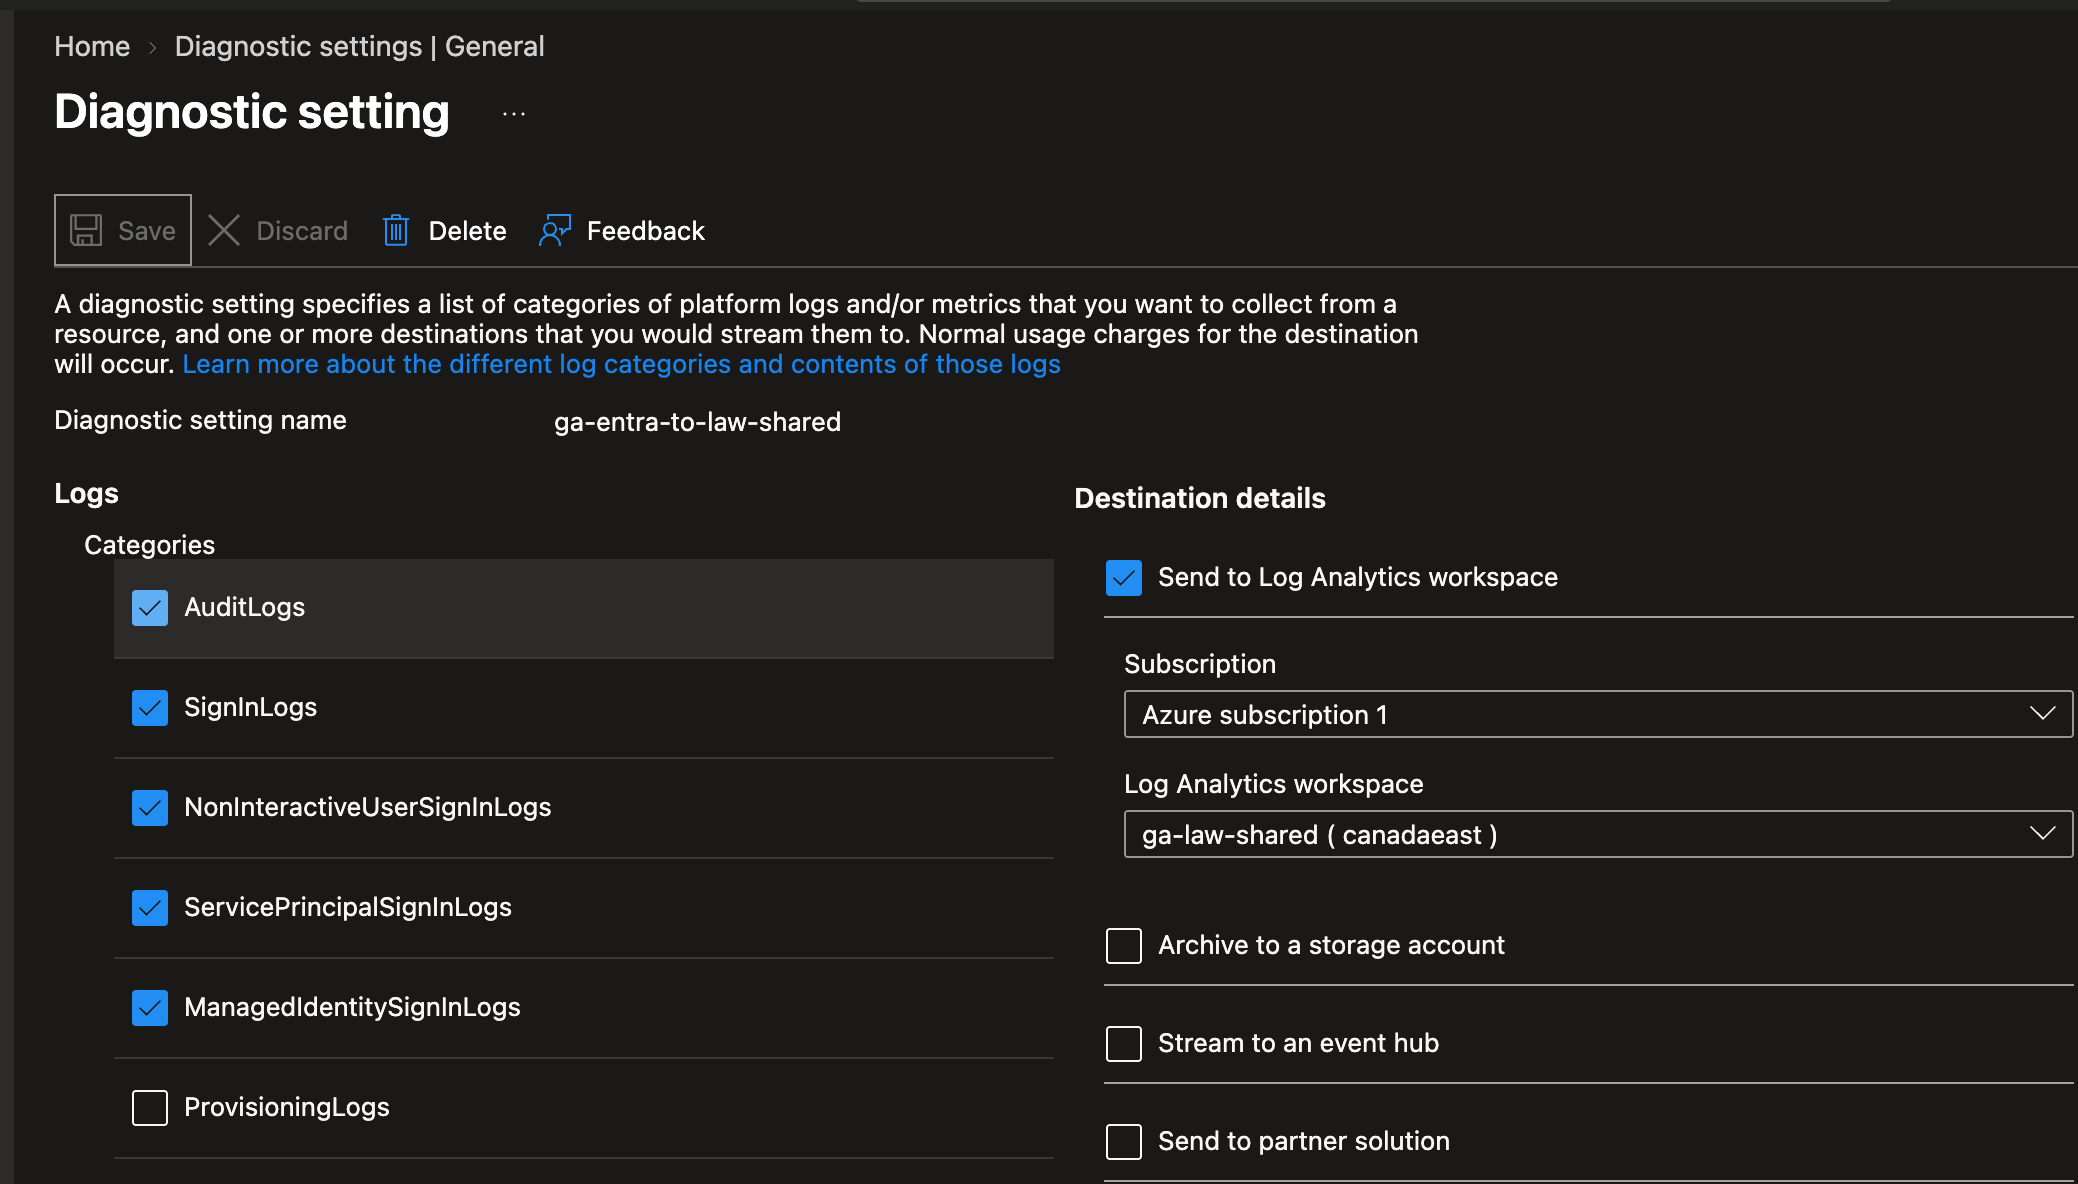 Home > Diagnostic settings | General
Diagnostic setting ...
Save Discard Delete Feedback
A diagnostic setting specifies a list of categories of platform logs and/or metrics that you want to collect from a
resource, and one or more destinations that you would stream them to. Normal usage charges for the destination
will occur. Learn more about the different log categories and contents of those logs
Diagnostic setting name ga-entra-to-law-shared
Logs
Categories
AuditLogs
SignInLogs
NonInteractiveUserSignInLogs
ServicePrincipalSignInLogs
ManagedIdentitySignInLogs
ProvisioningLogs
Destination details
Send to Log Analytics workspace
Subscription
Azure subscription 1
Log Analytics workspace
ga-law-shared ( canadaeast )
Archive to a storage account
Stream to an event hub
Send to partner solution